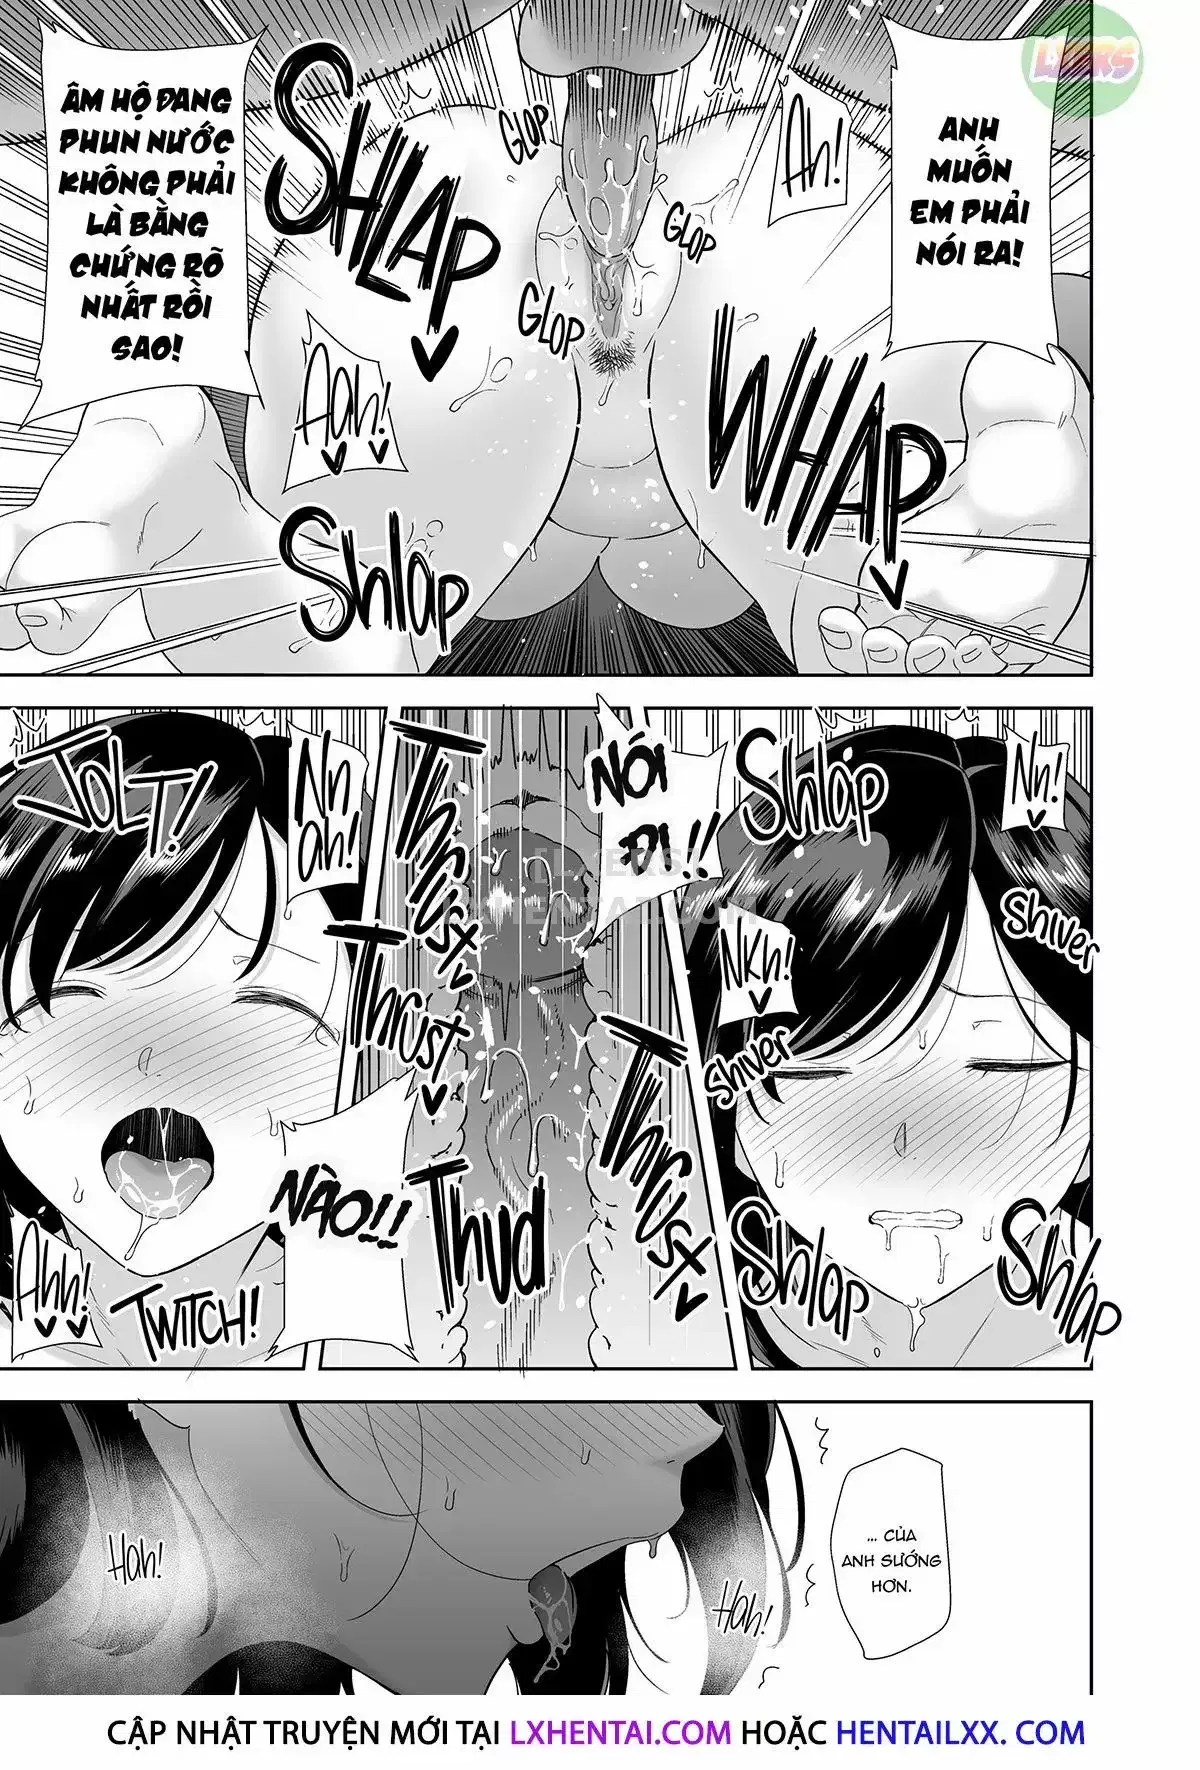 LXERS
ANH
MUỐN
EM PHẢI
NÓI RA!
Ah!
GLOP
GLOP
GLOP
SHLAP
ÂM HỘ ĐANG
PHUN NƯỚC
KHÔNG PHẢI
LÀ BẰNG
CHỨNG RÕ
NHẤT RỒI
SAO!
Aah!
WHAP
Shlap
Nn!
Shlap
Shiver
Nkh!
Shiver
Shlap
Shlap
NÓI
ĐI!!
Thrust
Thrust
Thrust
Thud
[LXERS]
NÀO!!
Nn
ah!
JOLT!
Ahh!
TWITCH!
... CỦA
ANH SƯỚNG
HƠN.
Hah!
Hah!
CẬP NHẬT TRUYỆN MỚI TẠI LXHENTAI.COM HOẶC HENTAILXX. COM